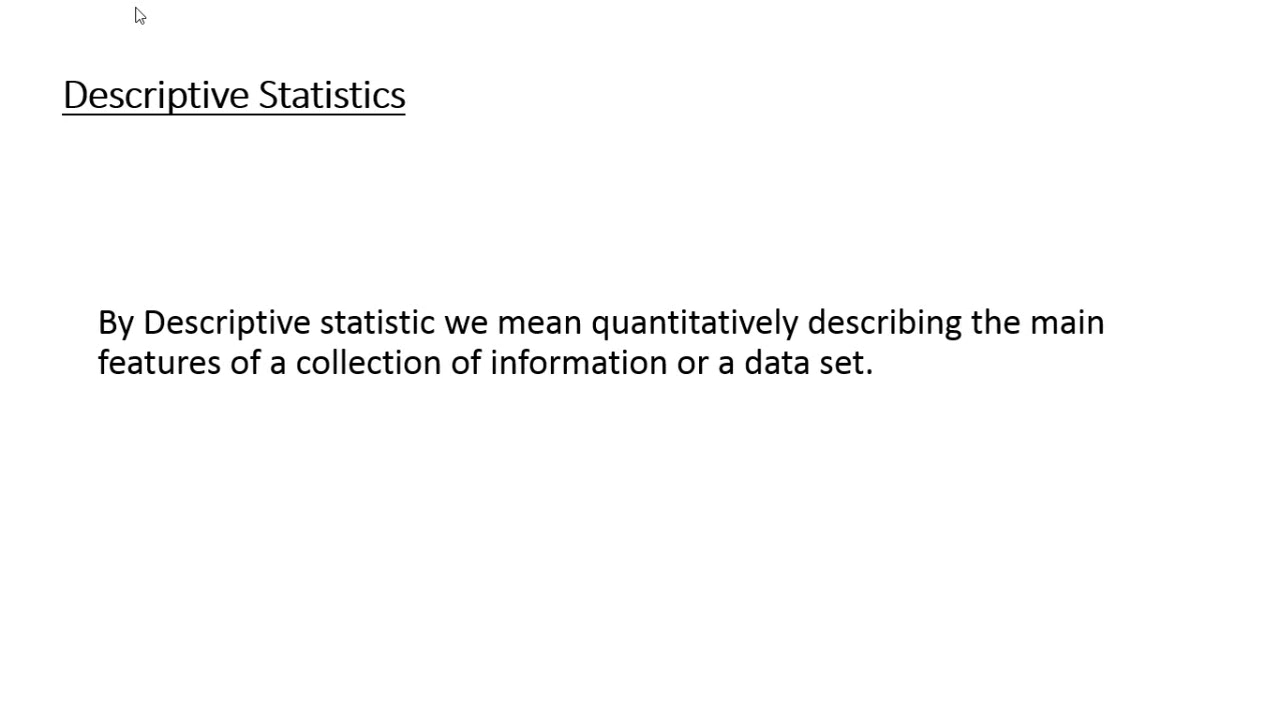 Descriptive Statistics
By Descriptive statistic we mean quantitatively describing the main
features of a collection of information or a data set.